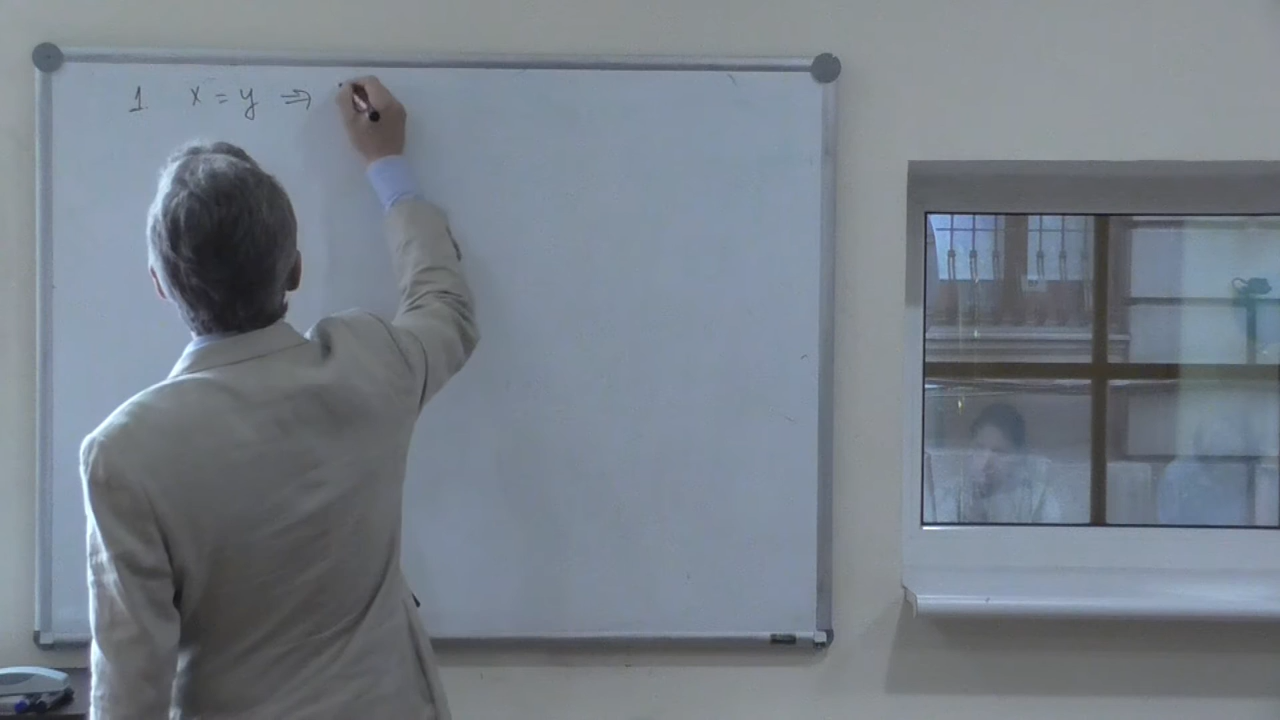 1 x = y ⇒